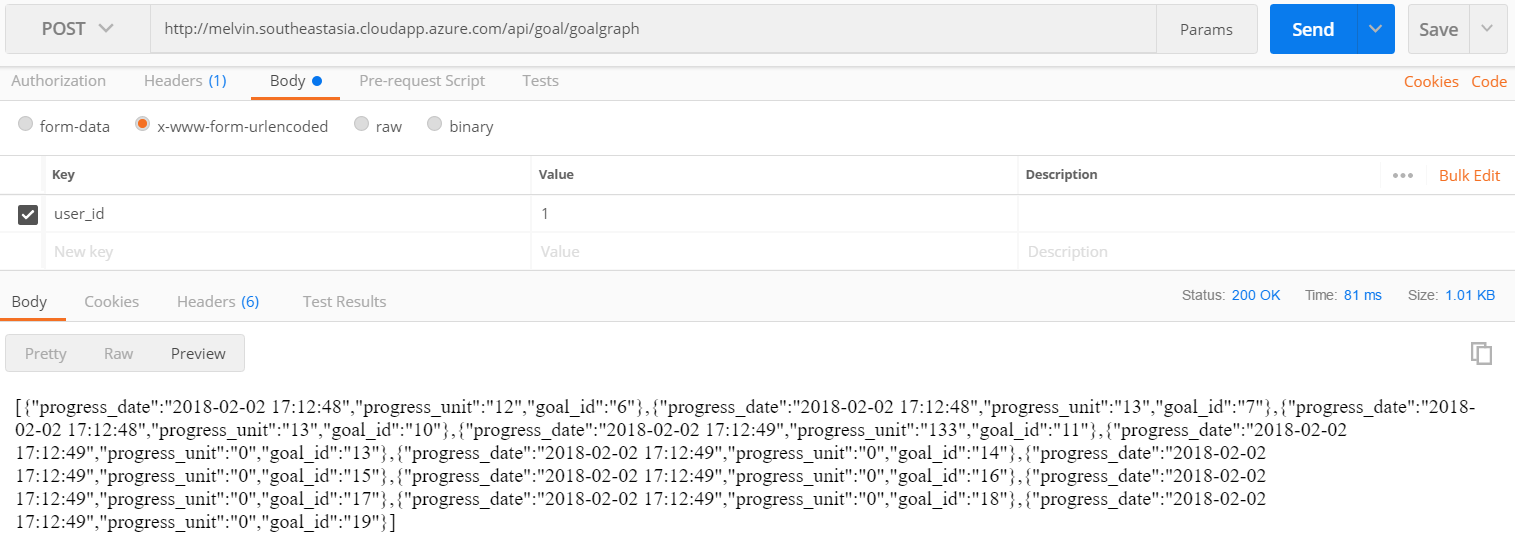 POST http://melvin.southeastasia.cloudapp.azure.com/api/goal/goalgraph Params Send Save
Authorization Headers (1) Body Pre-request Script Tests Cookies Code
form-data x-www-form-urlencoded raw binary
Key Value Description ••• Bulk Edit
user_id 1
New key Value Description
Body Cookies Headers (6) Test Results Status: 200 OK Time: 81 ms Size: 1.01 KB
Pretty Raw Preview
[{"progress_date":"2018-02-02 17:12:48","progress_unit":"12","goal_id":"6"},{"progress_date":"2018-02-02 17:12:48","progress_unit":"13","goal_id":"7"},{"progress_date":"2018-
02-02 17:12:48","progress_unit":"13","goal_id":"10"},{"progress_date":"2018-02-02 17:12:49","progress_unit":"133","goal_id":"11"},{"progress_date":"2018-02-02
17:12:49","progress_unit":"0","goal_id":"13"},{"progress_date":"2018-02-02 17:12:49","progress_unit":"0","goal_id":"14"},{"progress_date":"2018-02-02
17:12:49","progress_unit":"0","goal_id":"15"},{"progress_date":"2018-02-02 17:12:49","progress_unit":"0","goal_id":"16"},{"progress_date":"2018-02-02
17:12:49","progress_unit":"0","goal_id":"17"},{"progress_date":"2018-02-02 17:12:49","progress_unit":"0","goal_id":"18"},{"progress_date":"2018-02-02
17:12:49","progress_unit":"0","goal_id":"19"}]